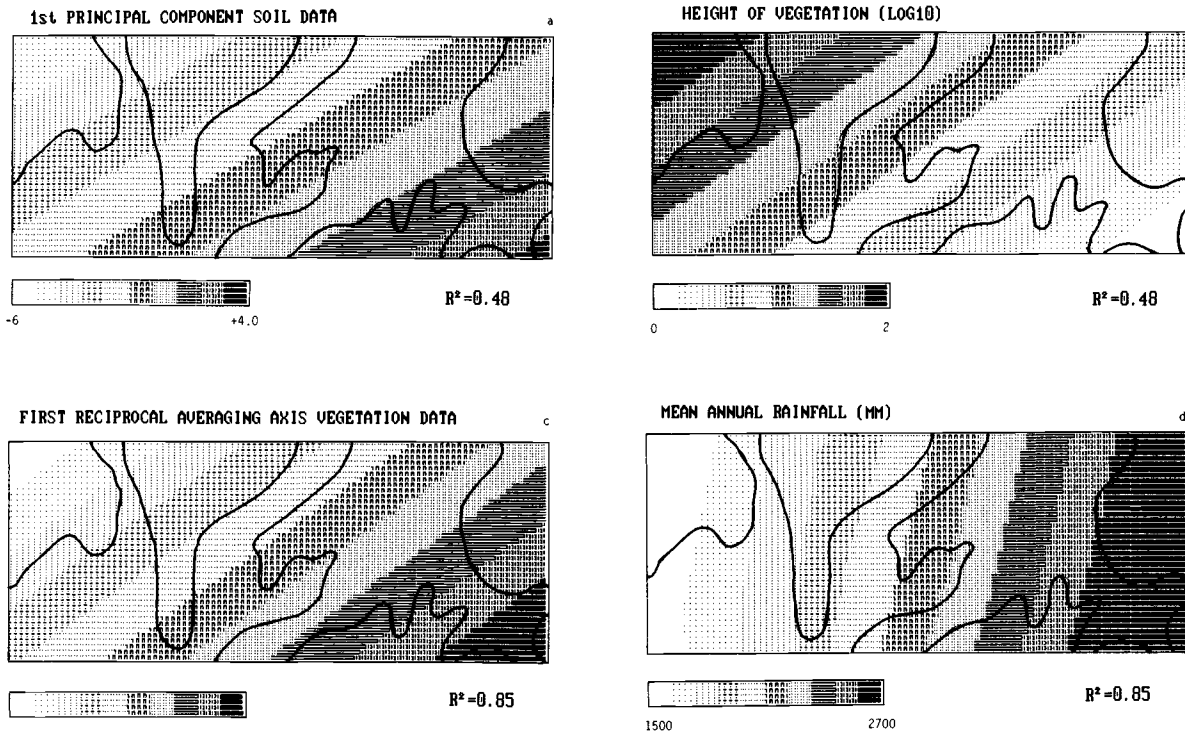 1st PRINCIPAL COMPONENT SOIL DATA
a
-6
+4.0
R²=0.48
HEIGHT OF VEGETATION (LOG10)
0
2
R²=0.48
FIRST RECIPROCAL AVERAGING AXIS VEGETATION DATA
c
R²=0.85
MEAN ANNUAL RAINFALL (MM)
d
1500
2700
R²=0.85